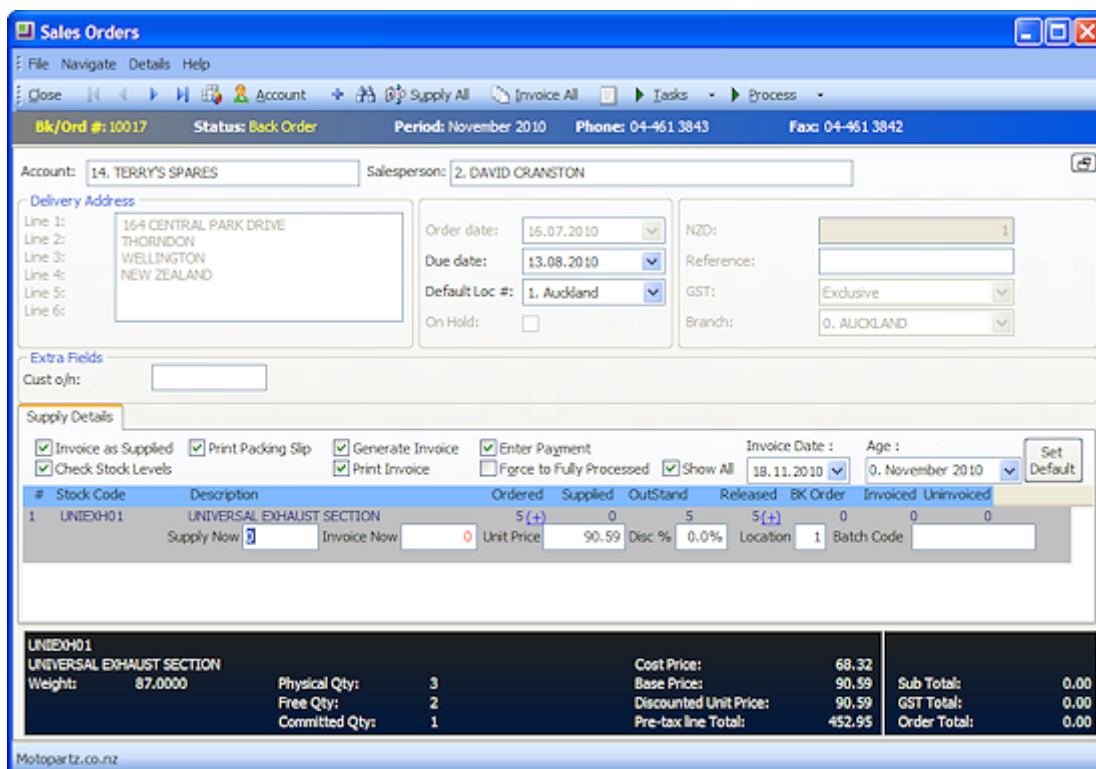 Sales Orders
File Navigate Details Help
Close Account Supply All Invoice All Tasks Process
Bk/Ord #: 10017 Status: Back Order Period: November 2010 Phone: 04-461 3843 Fax: 04-461 3842
Account: 14. TERRY'S SPARES Salesperson: 2. DAVID CRANSTON
Delivery Address
Line 1: 164 CENTRAL PARK DRIVE
Line 2: THORNDON
Line 3: WELLINGTON
Line 4: NEW ZEALAND
Line 5:
Line 6:
Order date: 16.07.2010
Due date: 13.08.2010
Default Loc #: 1. Auckland
On Hold:
NZD: 1
Reference:
GST: Exclusive
Branch: 0. AUCKLAND
Extra Fields
Cust o/n:
Supply Details
Invoice as Supplied Print Packing Slip Generate Invoice Enter Payment Invoice Date : Age :
Check Stock Levels Print Invoice Force to Fully Processed Show All 18.11.2010 0. November 2010 Set Default
# Stock Code Description Ordered Supplied OutStand Released BK Order Invoiced Uninvoiced
1 UNIEXH01 UNIVERSAL EXHAUST SECTION 5 (+) 0 5 5 (+) 0 0 0
Supply Now 0 Invoice Now 0 Unit Price 90.59 Disc % 0.0% Location 1 Batch Code
UNIEXH01
UNIVERSAL EXHAUST SECTION Cost Price: 68.32
Weight: 87.0000 Physical Qty: 3 Base Price: 90.59 Sub Total: 0.00
Free Qty: 2 Discounted Unit Price: 90.59 GST Total: 0.00
Committed Qty: 1 Pre-tax line Total: 452.95 Order Total: 0.00
Motopartz.co.nz